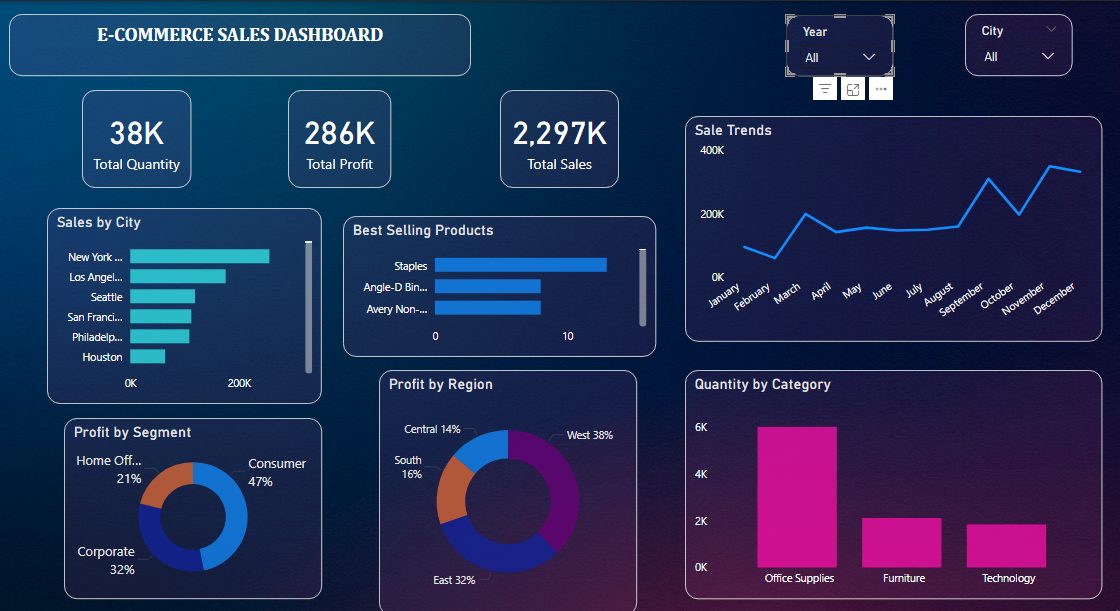 E-COMMERCE SALES DASHBOARD
Year
All
City
All
38K
Total Quantity
286K
Total Profit
2,297K
Total Sales
Sale Trends
400K
200K
0K
January
February
March
April
May
June
July
August
September
October
November
December
Sales by City
New York ...
Los Angel...
Seattle
San Franci...
Philadelp...
Houston
0K
200K
Best Selling Products
Staples
Angle-D Bin...
Avery Non-...
0
10
Profit by Segment
Home Off...
21%
Consumer
47%
Corporate
32%
Profit by Region
Central 14%
West 38%
South
16%
East 32%
Quantity by Category
6K
4K
2K
0K
Office Supplies
Furniture
Technology